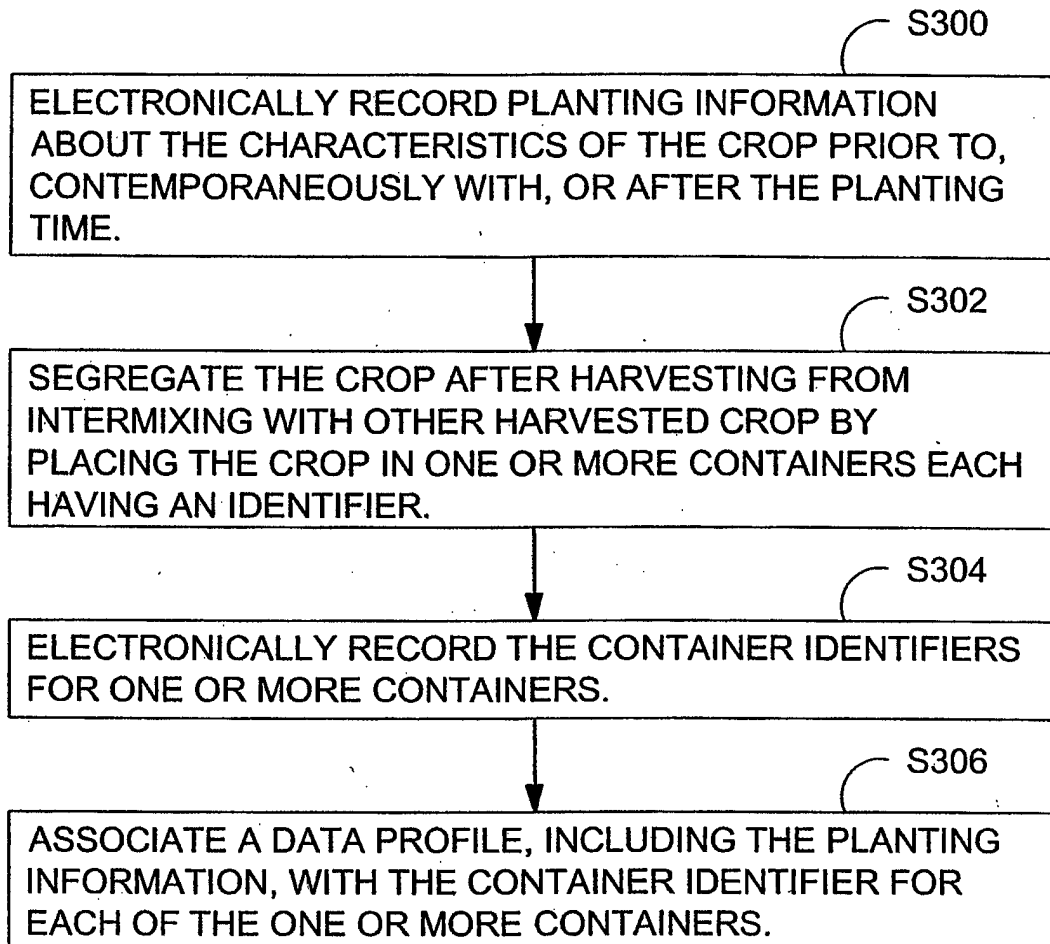 S300
ELECTRONICALLY RECORD PLANTING INFORMATION
ABOUT THE CHARACTERISTICS OF THE CROP PRIOR TO,
CONTEMPORANEOUSLY WITH, OR AFTER THE PLANTING
TIME.
S302
SEGREGATE THE CROP AFTER HARVESTING FROM
INTERMIXING WITH OTHER HARVESTED CROP BY
PLACING THE CROP IN ONE OR MORE CONTAINERS EACH
HAVING AN IDENTIFIER.
S304
ELECTRONICALLY RECORD THE CONTAINER IDENTIFIERS
FOR ONE OR MORE CONTAINERS.
S306
ASSOCIATE A DATA PROFILE, INCLUDING THE PLANTING
INFORMATION, WITH THE CONTAINER IDENTIFIER FOR
EACH OF THE ONE OR MORE CONTAINERS.